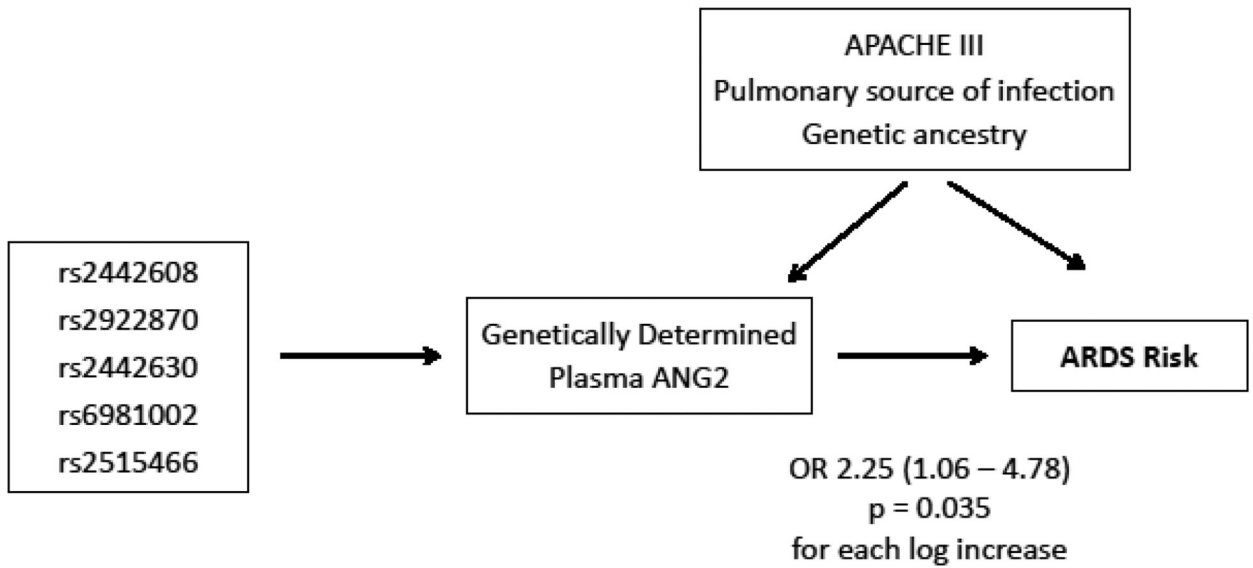 APACHE III
Pulmonary source of infection
Genetic ancestry
rs2442608
rs2922870
rs2442630
rs6981002
rs2515466
Genetically Determined
Plasma ANG2
ARDS Risk
OR 2.25 (1.06 – 4.78)
p = 0.035
for each log increase